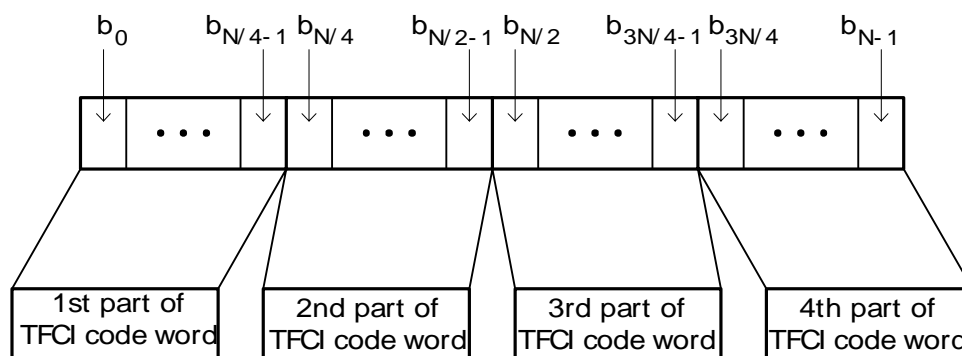 b0 bN/4-1 bN/4 bN/2-1 bN/2 b3N/4-1 b3N/4 bN-1
1st part of
TFCI code word
2nd part of
TFCI code word
3rd part of
TFCI code word
4th part of
TFCI code word